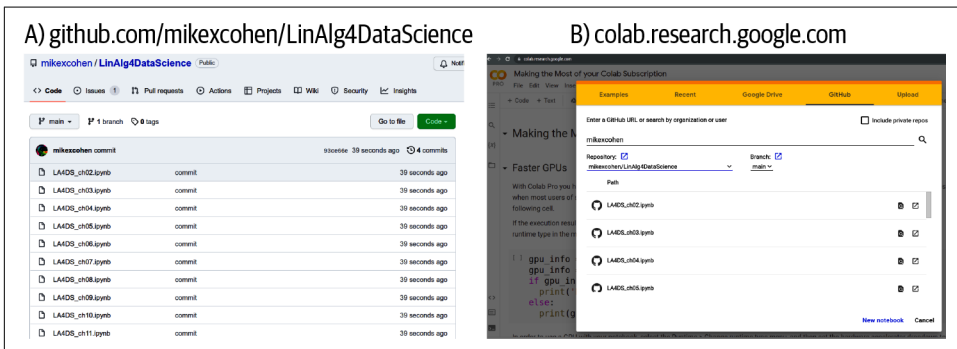 A) github.com/mikexcohen/LinAlg4DataScience
mikexcohen / LinAlg4DataScience Public
Notif
Code Issues 1 Pull requests Actions Projects Wiki Security Insights
main 1 branch 0 tags Go to file Code
mikexcohen commit 39 seconds ago 4 commits
LA4DS_ch02.ipynb commit 39 seconds ago
LA4DS_ch03.ipynb commit 39 seconds ago
LA4DS_ch04.ipynb commit 39 seconds ago
LA4DS_ch05.ipynb commit 39 seconds ago
LA4DS_ch06.ipynb commit 39 seconds ago
LA4DS_ch07.ipynb commit 39 seconds ago
LA4DS_ch08.ipynb commit 39 seconds ago
LA4DS_ch09.ipynb commit 39 seconds ago
LA4DS_ch10.ipynb commit 39 seconds ago
LA4DS_ch11.ipynb commit 39 seconds ago
B) colab.research.google.com
colab.research.google.com
Making the Most of your Colab Subscription
PRO File Edit View Inse
+ Code + Text
Examples Recent Google Drive GitHub Upload
Enter a GitHub URL or search by organization or user Include private repos
mikexcohen
Repository: Branch:
mikexcohen/LinAlg4DataScience main
Path
LA4DS_ch02.ipynb
LA4DS_ch03.ipynb
LA4DS_ch04.ipynb
LA4DS_ch05.ipynb
New notebook Cancel
Making the M
Faster GPUs
With Colab Pro you h
when most users of s
following cell.
If the execution resul
runtime type in the m
gpu_info
gpu_info
if gpu_in
print('
else:
print(g